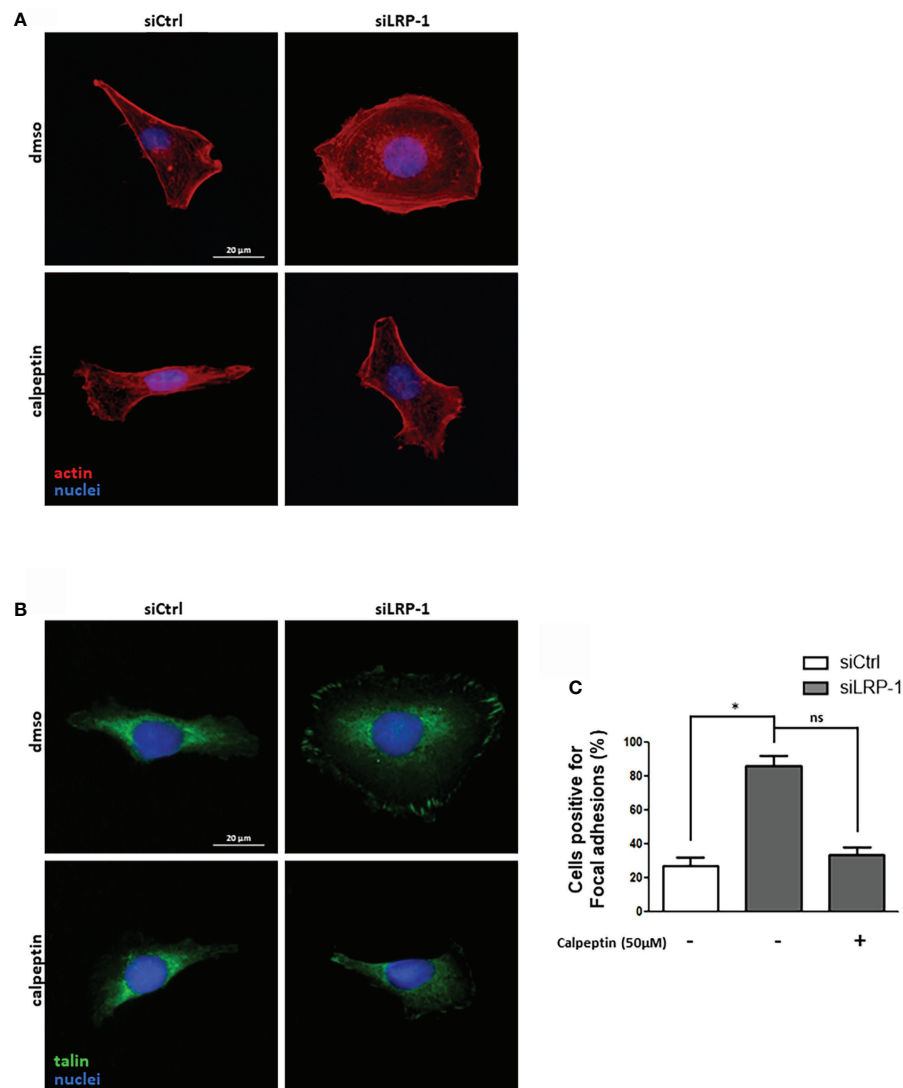 A
siCtrl siLRP-1
dmso
20 µm
calpeptin
actin
nuclei
B
siCtrl siLRP-1
dmso
20 µm
calpeptin
talin
nuclei
C
siCtrl
siLRP-1
* ns
Cells positive for
Focal adhesions (%)
100
80
60
40
20
0
Calpeptin (50µM) - - +